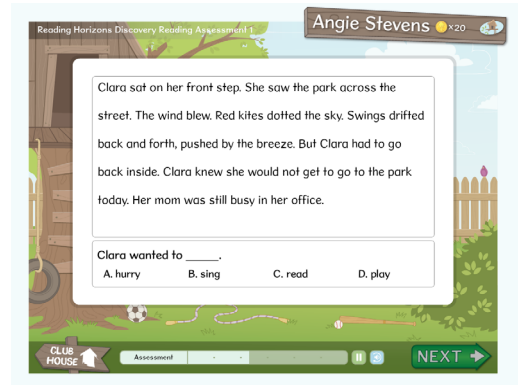 Reading Horizons Discovery Reading Assessment 1
Angie Stevens ×20
Clara sat on her front step. She saw the park across the
street. The wind blew. Red kites dotted the sky. Swings drifted
back and forth, pushed by the breeze. But Clara had to go
back inside. Clara knew she would not get to go to the park
today. Her mom was still busy in her office.
Clara wanted to ______.
A. hurry B. sing C. read D. play
CLUB
HOUSE
Assessment
NEXT